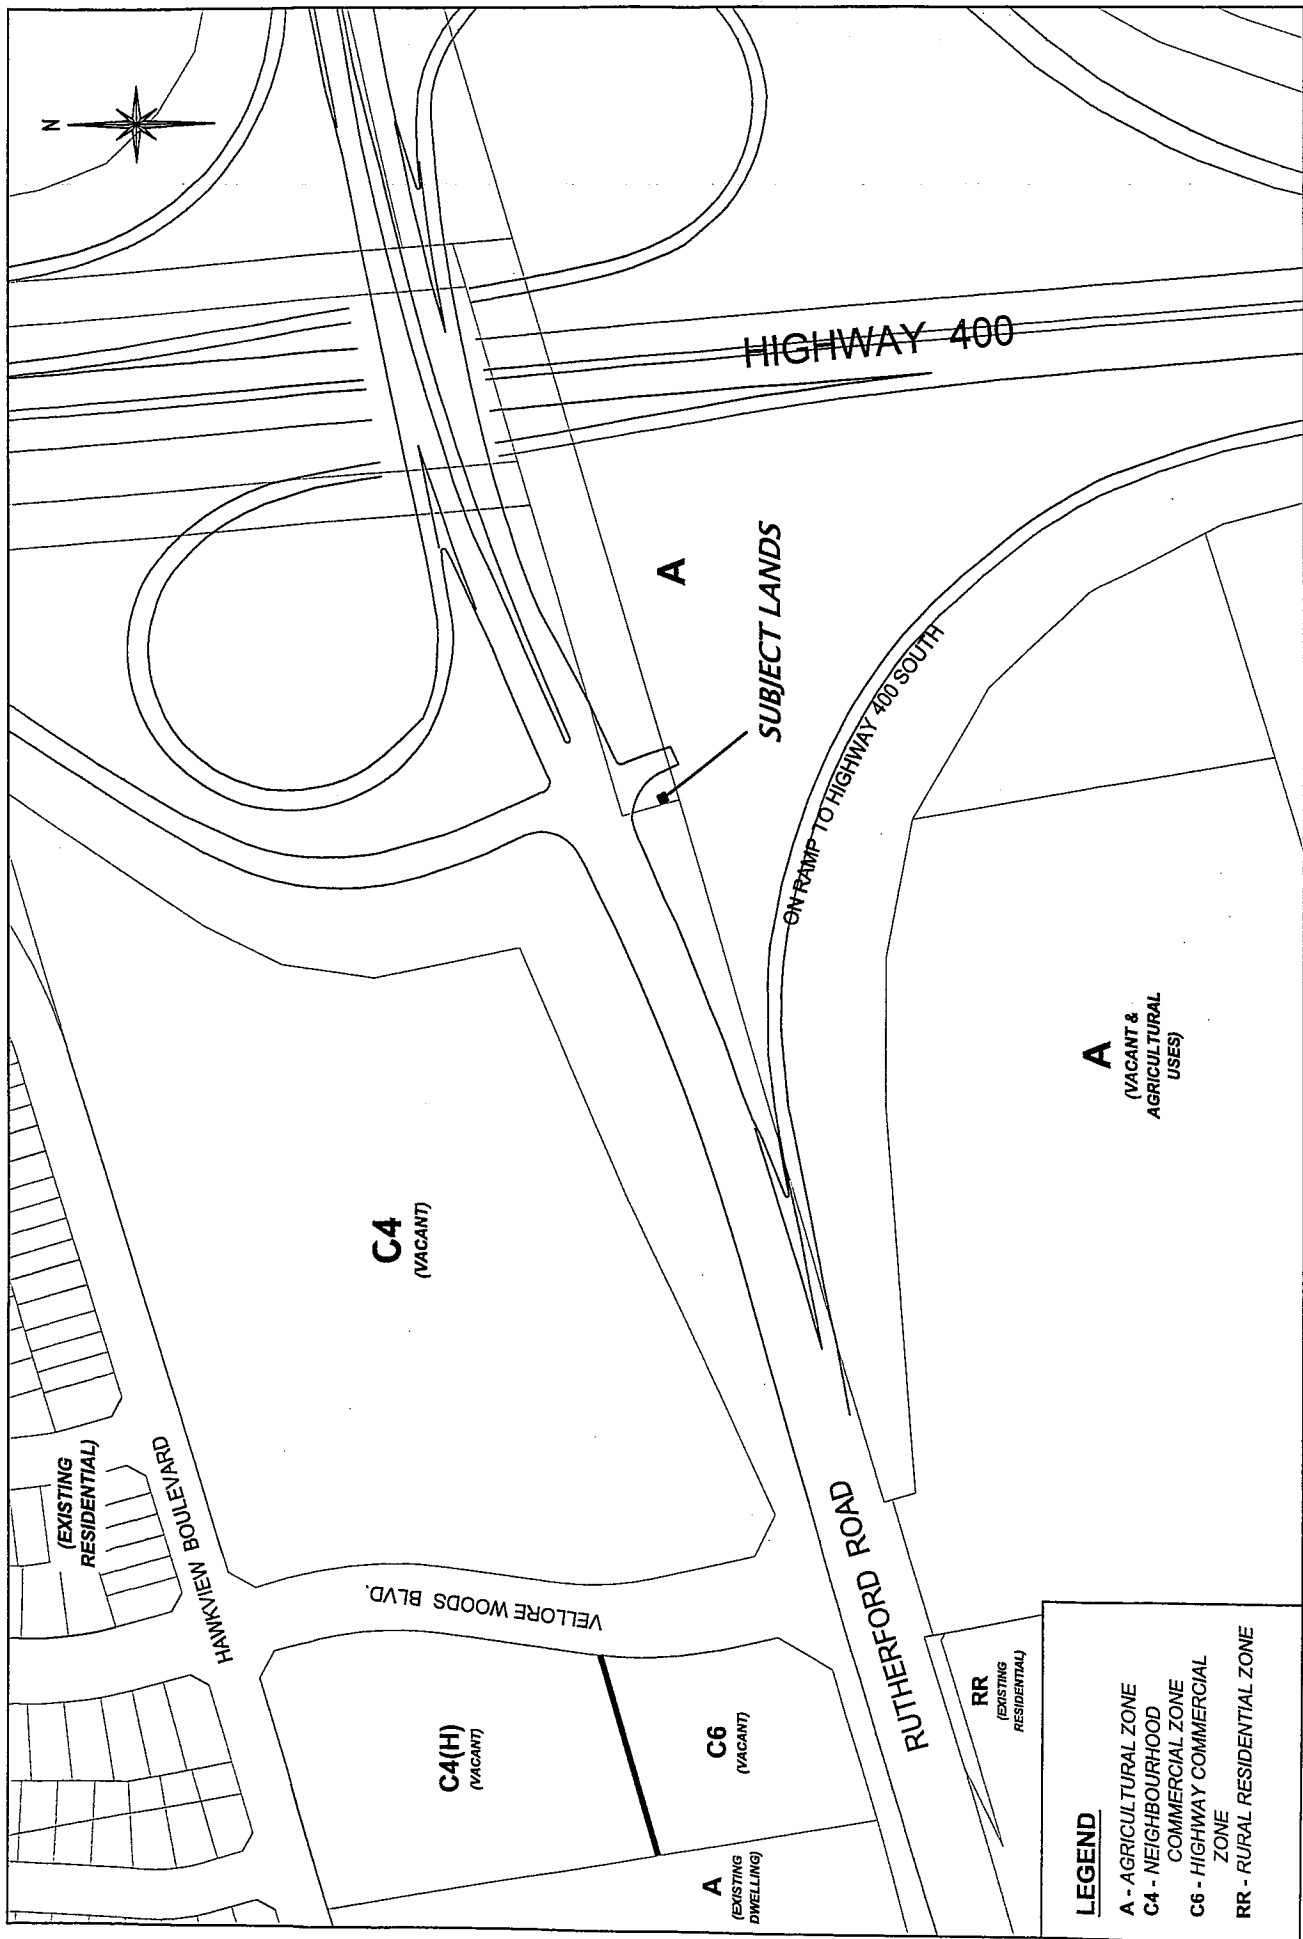 N
HIGHWAY 400
A
SUBJECT LANDS
ON RAMP TO HIGHWAY 400 SOUTH
C4
(VACANT)
A
(VACANT &
AGRICULTURAL
USES)
(EXISTING
RESIDENTIAL)
HAWKVIEW BOULEVARD
VELLORE WOODS BLVD.
RUTHERFORD ROAD
C4(H)
(VACANT)
C6
(VACANT)
RR
(EXISTING
RESIDENTIAL)
A
(EXISTING
DWELLING)
LEGEND
A - AGRICULTURAL ZONE
C4 - NEIGHBOURHOOD
COMMERCIAL ZONE
C6 - HIGHWAY COMMERCIAL
ZONE
RR - RURAL RESIDENTIAL ZONE